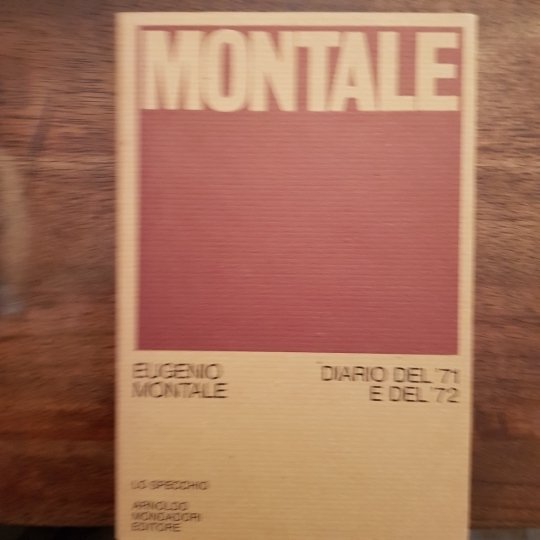 MONTALE
EUGENIO
MONTALE
DIARIO DEL '71
E DEL '72
LO SPECCHIO
ARNOLDO
MONDADORI
EDITORE